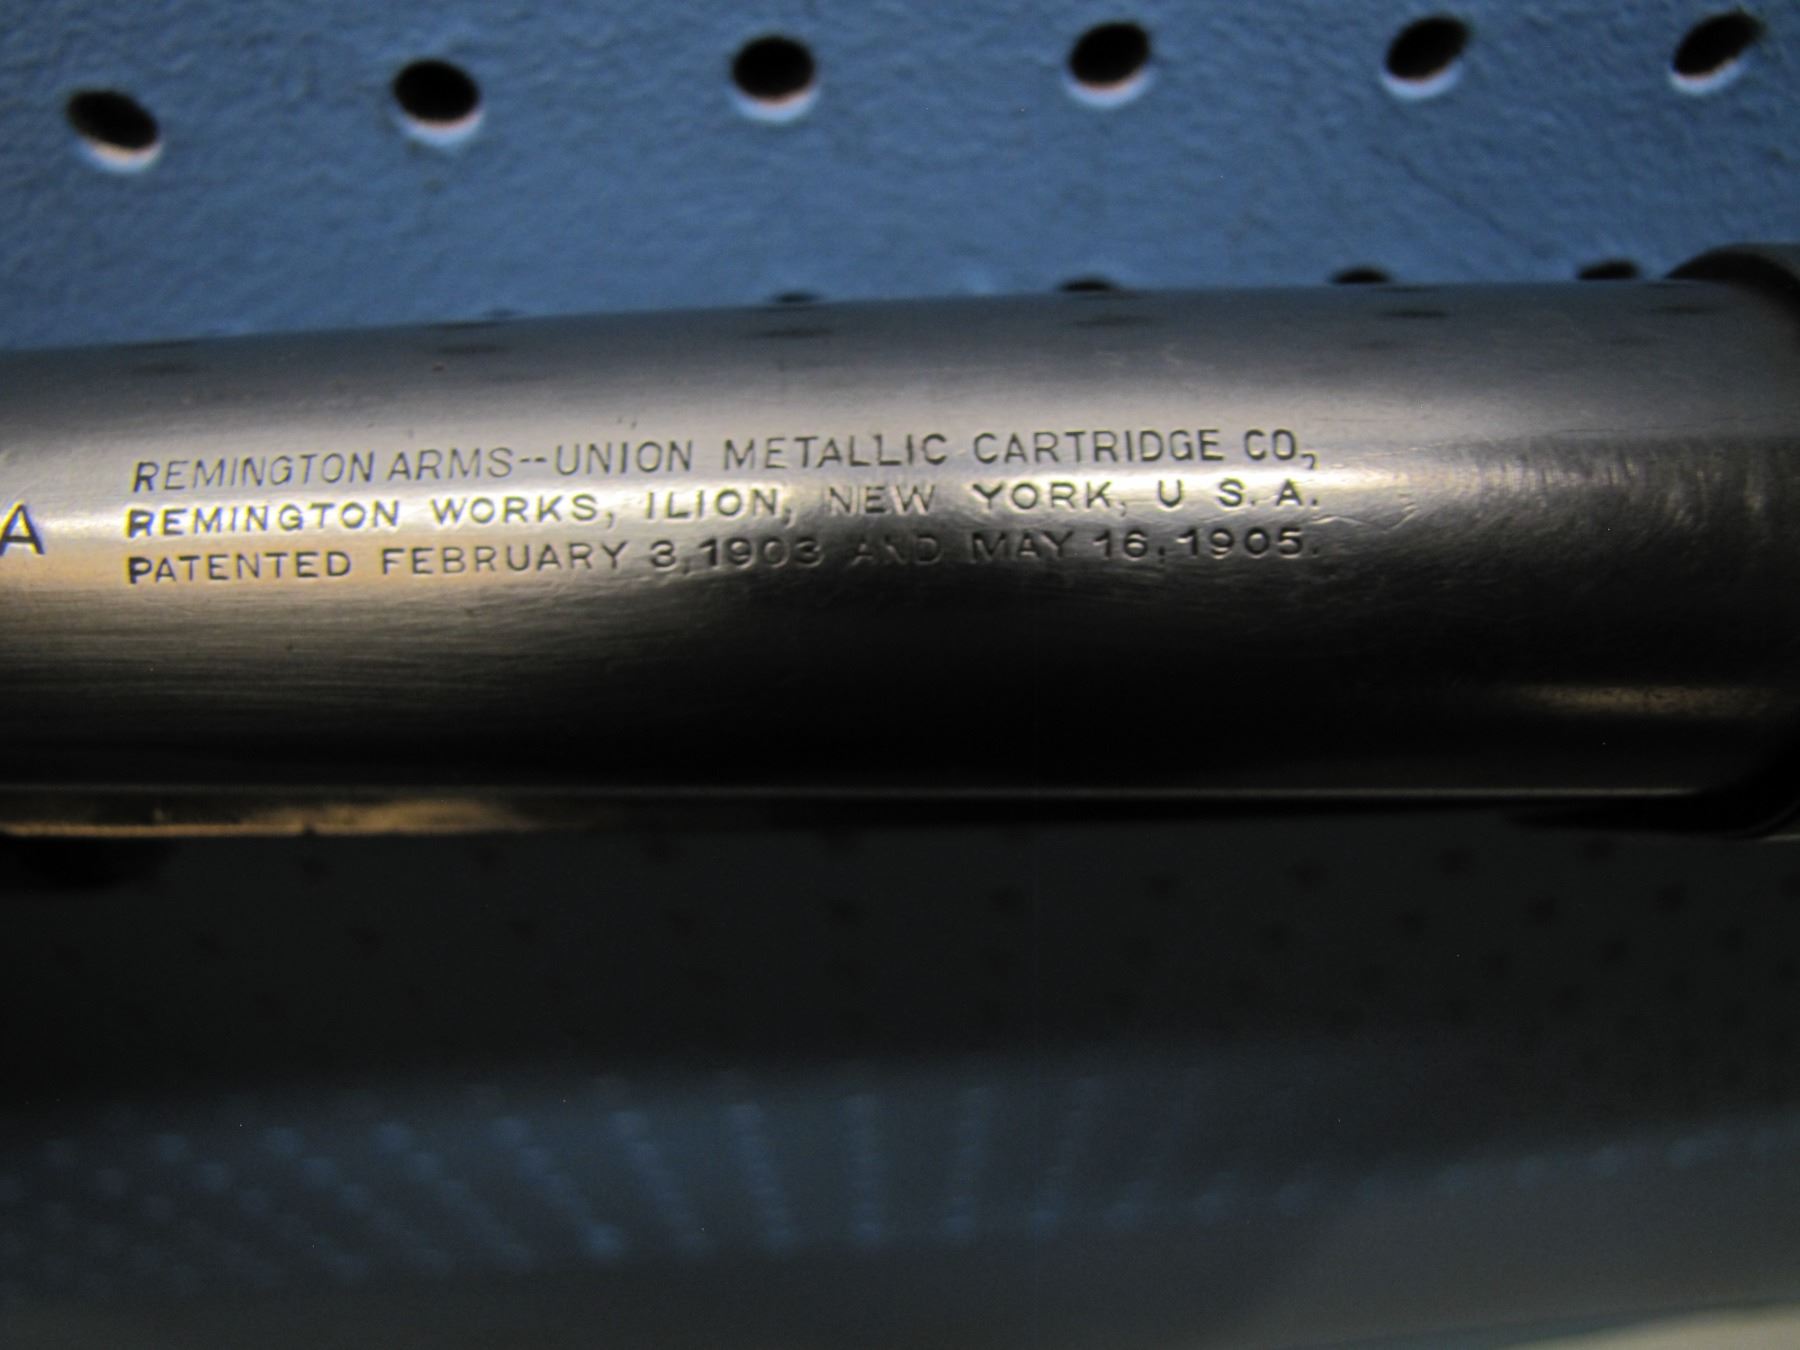 REMINGTON ARMS--UNION METALLIC CARTRIDGE CO,
A REMINGTON WORKS, ILION, NEW YORK, U S. A.
PATENTED FEBRUARY 3, 1903 AND MAY 16, 1905.